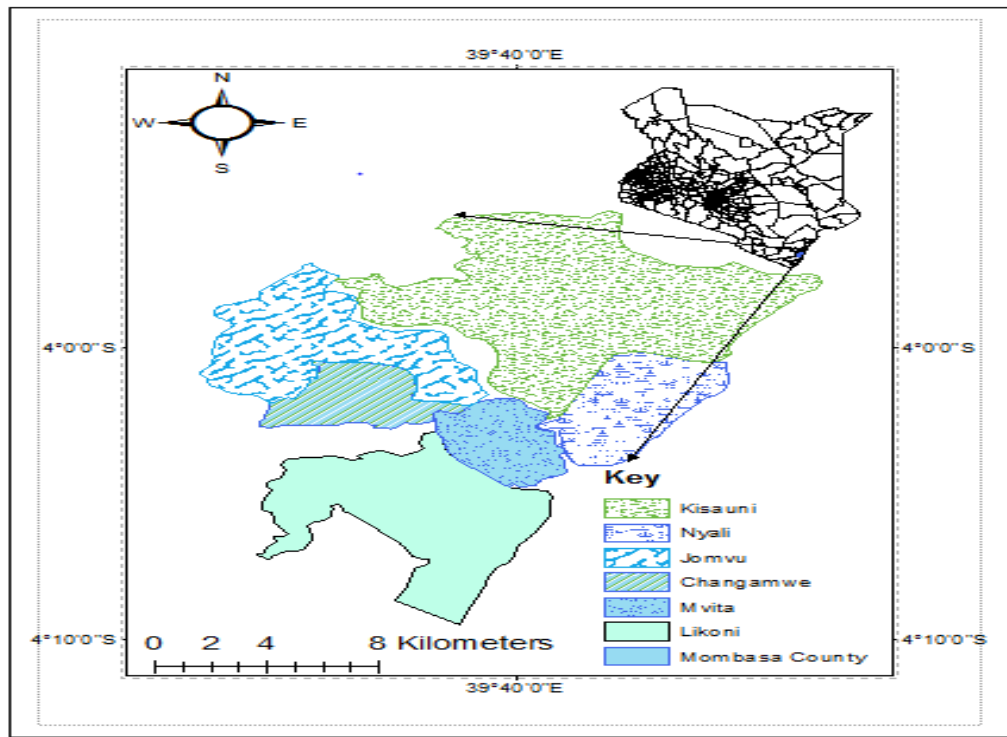 39°40'0"E
N
W E
S
4°0'0"S 4°0'0"S
Key
Kisauni
Nyali
Jomvu
Changamwe
Mvita
Likoni
Mombasa County
0 2 4 8 Kilometers
4°10'0"S 4°10'0"S
39°40'0"E